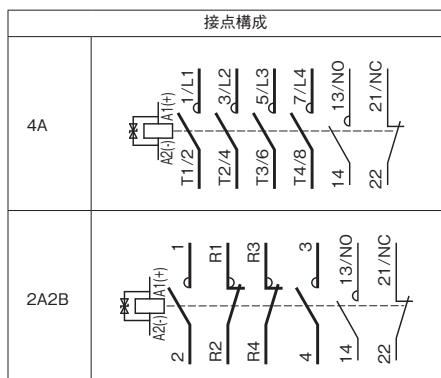 接点構成
4A
A1(+)
A2(-)
1/L1
3/L2
5/L3
7/L4
13/NO
21/NC
T1/2
T2/4
T3/6
T4/8
14
22
2A2B
A1(+)
A2(-)
1
R1
R3
3
13/NO
21/NC
2
R2
R4
4
14
22